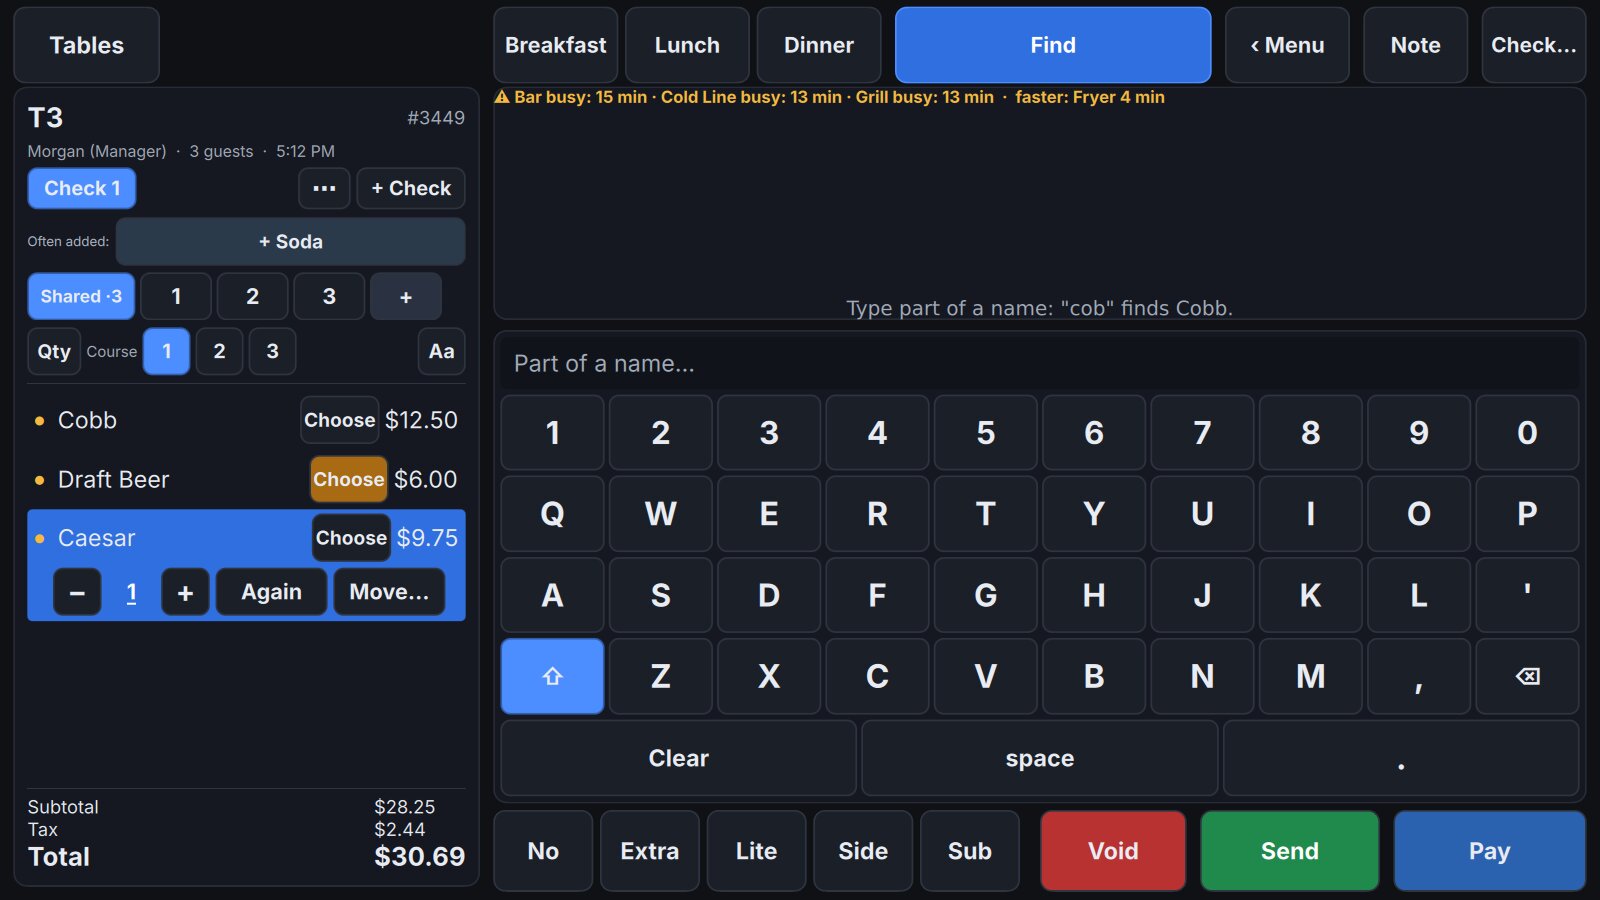 Tables
Breakfast
Lunch
Dinner
Find
‹ Menu
Note
Check...
T3
#3449
Morgan (Manager) · 3 guests · 5:12 PM
Check 1
...
+ Check
Often added:
+ Soda
Shared ·3
1
2
3
+
Qty
Course
1
2
3
Aa
Cobb
Choose
$12.50
Draft Beer
Choose
$6.00
Caesar
Choose
$9.75
−
1
+
Again
Move...
Subtotal
$28.25
Tax
$2.44
Total
$30.69
⚠ Bar busy: 15 min · Cold Line busy: 13 min · Grill busy: 13 min · faster: Fryer 4 min
Type part of a name: "cob" finds Cobb.
Part of a name...
1 2 3 4 5 6 7 8 9 0
Q W E R T Y U I O P
A S D F G H J K L '
⇧ Z X C V B N M , ⌫
Clear
space
.
No
Extra
Lite
Side
Sub
Void
Send
Pay